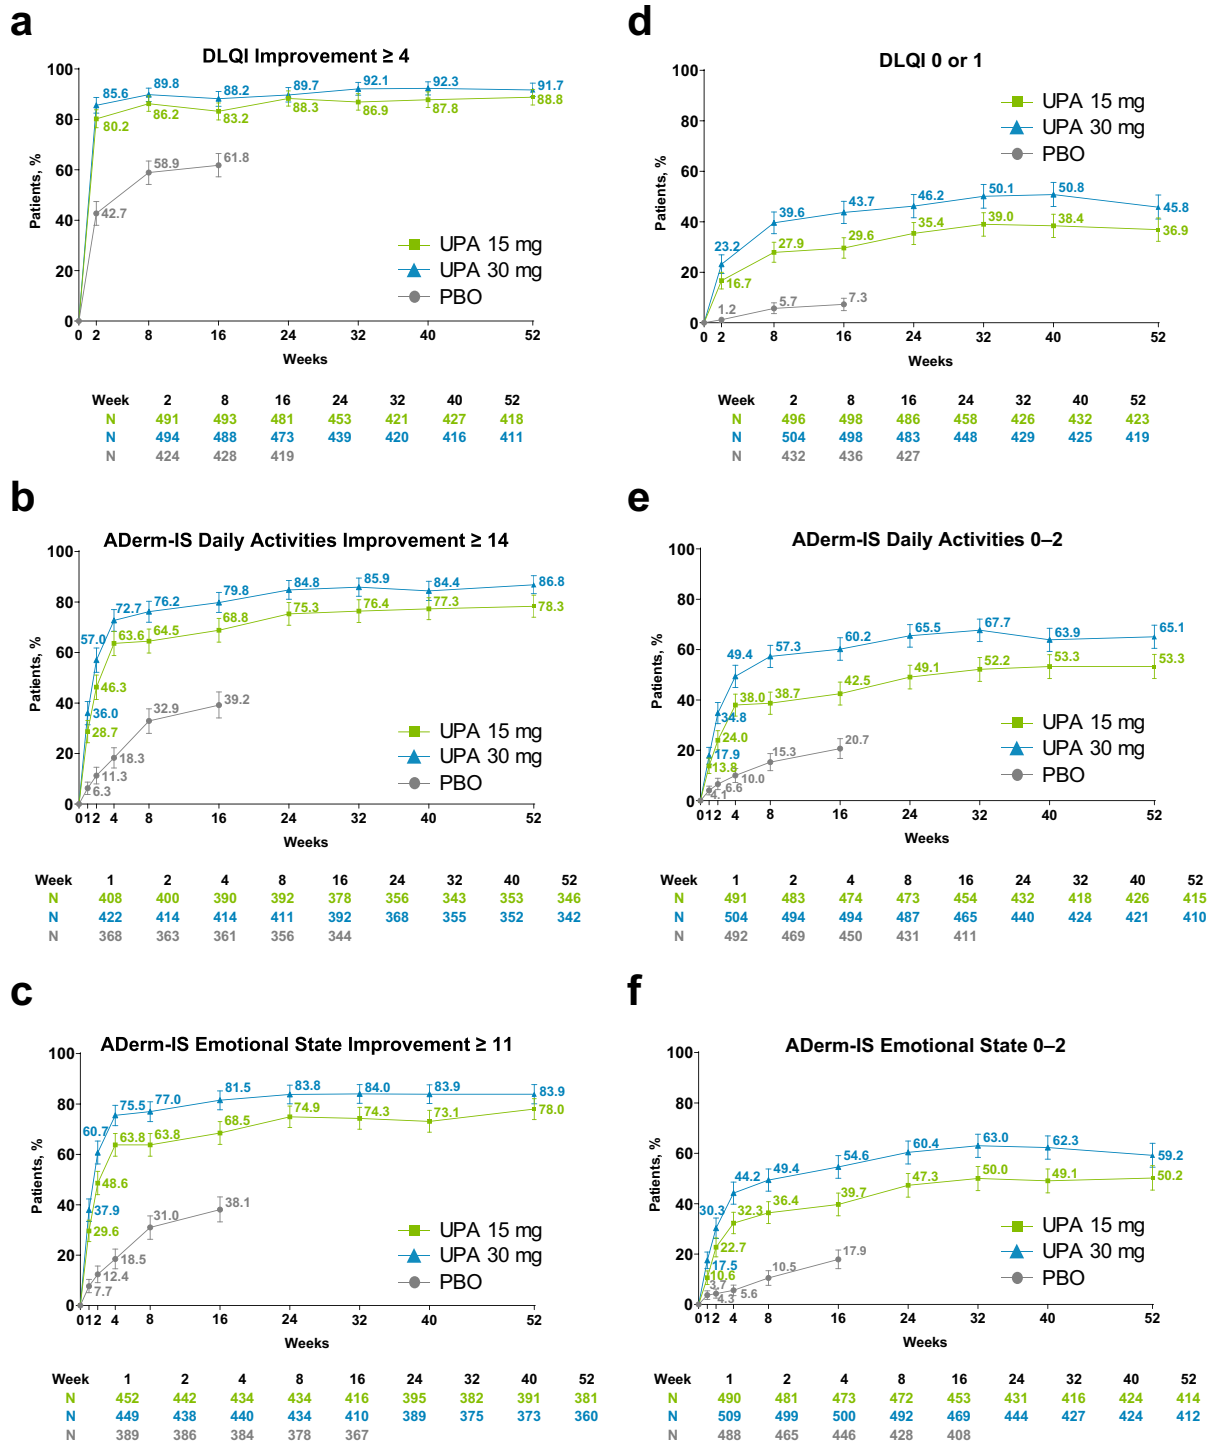 a
DLQI Improvement ≥ 4
Patients, %
100
80
60
40
20
0
85.6 89.8 88.2 89.7 92.1 92.3 91.7
80.2 86.2 83.2 88.3 86.9 87.8 88.8
42.7 58.9 61.8
UPA 15 mg
UPA 30 mg
PBO
0 2 8 16 24 32 40 52
Weeks
Week 2 8 16 24 32 40 52
N 491 493 481 453 421 427 418
N 494 488 473 439 420 416 411
N 424 428 419
d
DLQI 0 or 1
Patients, %
100
80
60
40
20
0
UPA 15 mg
UPA 30 mg
PBO
23.2 39.6 43.7 46.2 50.1 50.8 45.8
16.7 27.9 29.6 35.4 39.0 38.4 36.9
1.2 5.7 7.3
0 2 8 16 24 32 40 52
Weeks
Week 2 8 16 24 32 40 52
N 496 498 486 458 426 432 423
N 504 498 483 448 429 425 419
N 432 436 427
b
ADerm-IS Daily Activities Improvement ≥ 14
Patients, %
100
80
60
40
20
0
36.0 57.0 72.7 76.2 79.8 84.8 85.9 84.4 86.8
28.7 46.3 63.6 64.5 68.8 75.3 76.4 77.3 78.3
6.3 11.3 18.3 32.9 39.2
UPA 15 mg
UPA 30 mg
PBO
0 1 2 4 8 16 24 32 40 52
Weeks
Week 1 2 4 8 16 24 32 40 52
N 408 400 390 392 378 356 343 353 346
N 422 414 414 411 392 368 355 352 342
N 368 363 361 356 344
e
ADerm-IS Daily Activities 0–2
Patients, %
100
80
60
40
20
0
17.9 34.8 49.4 57.3 60.2 65.5 67.7 63.9 65.1
13.8 24.0 38.0 38.7 42.5 49.1 52.2 53.3 53.3
4.1 6.6 10.0 15.3 20.7
UPA 15 mg
UPA 30 mg
PBO
0 1 2 4 8 16 24 32 40 52
Weeks
Week 1 2 4 8 16 24 32 40 52
N 491 483 474 473 454 432 418 426 415
N 504 494 494 487 465 440 424 421 410
N 492 469 450 431 411
c
ADerm-IS Emotional State Improvement ≥ 11
Patients, %
100
80
60
40
20
0
37.9 60.7 75.5 77.0 81.5 83.8 84.0 83.9 83.9
29.6 48.6 63.8 63.8 68.5 74.9 74.3 73.1 78.0
7.7 12.4 18.5 31.0 38.1
UPA 15 mg
UPA 30 mg
PBO
0 1 2 4 8 16 24 32 40 52
Weeks
Week 1 2 4 8 16 24 32 40 52
N 452 442 434 434 416 395 382 391 381
N 449 438 440 434 410 389 375 373 360
N 389 386 384 378 367
f
ADerm-IS Emotional State 0–2
Patients, %
100
80
60
40
20
0
17.5 30.3 44.2 49.4 54.6 60.4 63.0 62.3 59.2
10.6 22.7 32.3 36.4 39.7 47.3 50.0 49.1 50.2
3.7 4.3 5.6 10.5 17.9
UPA 15 mg
UPA 30 mg
PBO
0 1 2 4 8 16 24 32 40 52
Weeks
Week 1 2 4 8 16 24 32 40 52
N 490 481 473 472 453 431 416 424 414
N 509 499 500 492 469 444 427 424 412
N 488 465 446 428 408